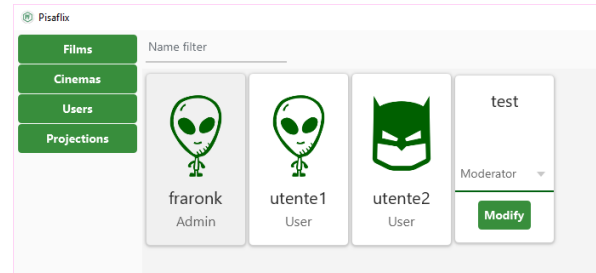 Pisaflix
Films
Cinemas
Users
Projections
Name filter
fraronk
Admin
utente1
User
utente2
User
test
Moderator
Modify